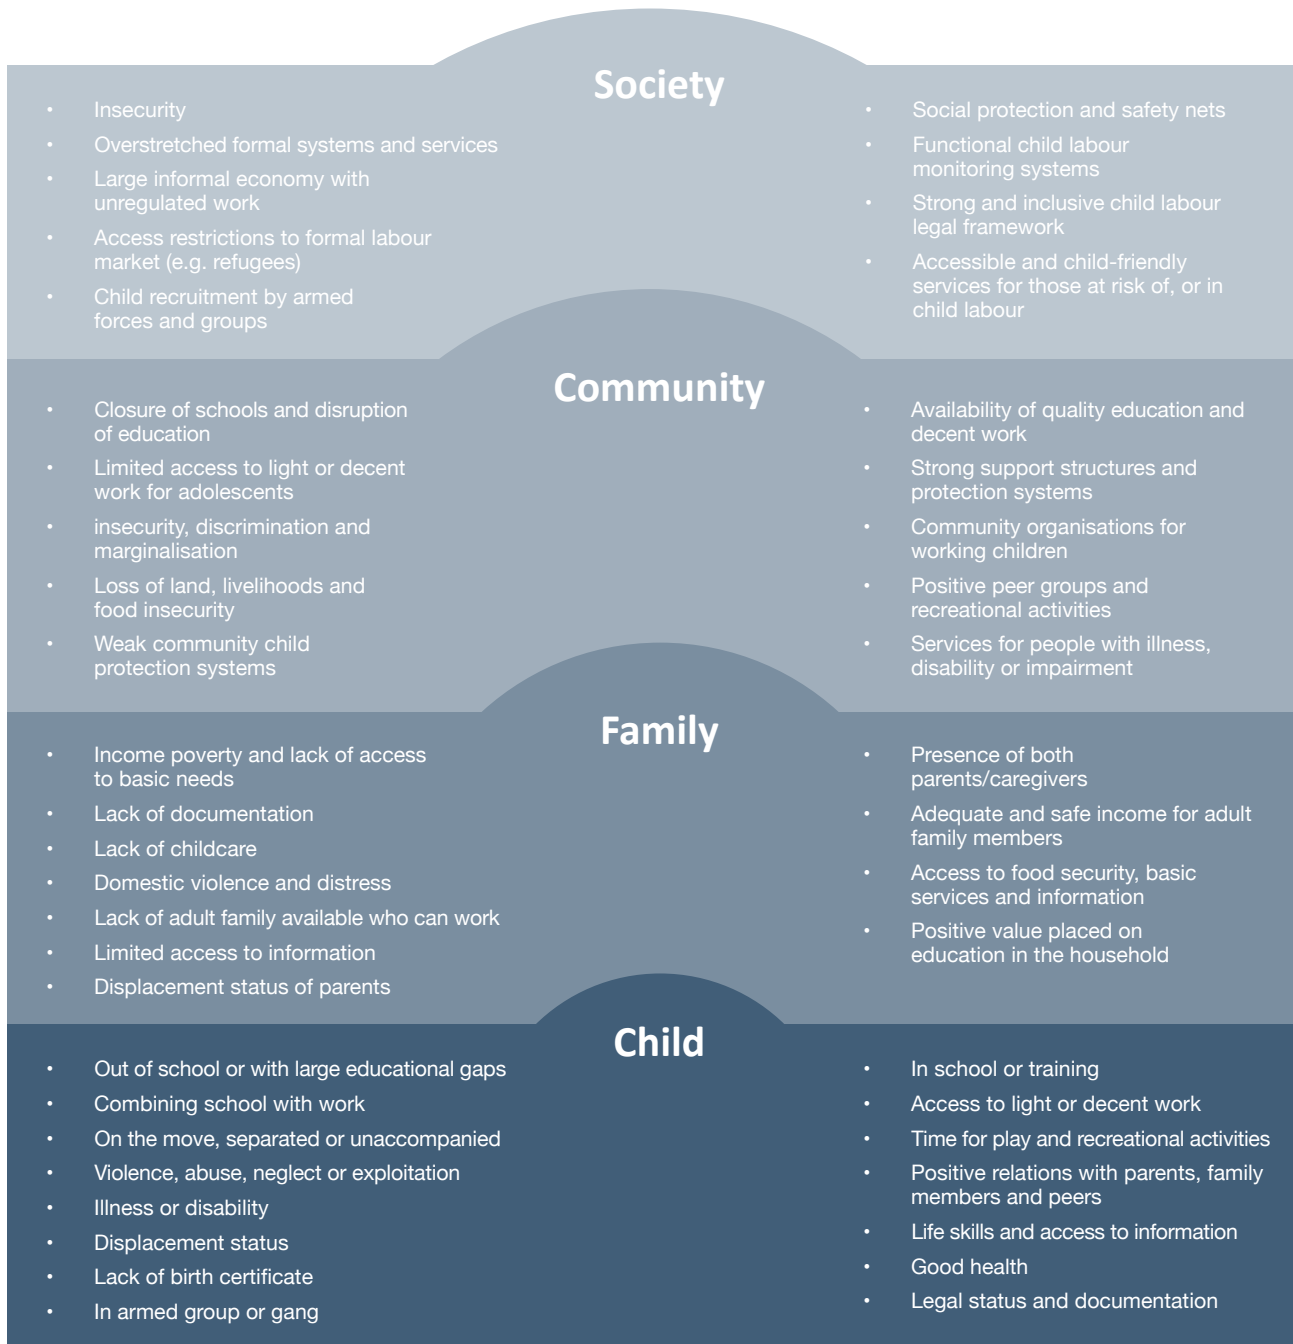 Society
• Insecurity
• Overstretched formal systems and services
• Large informal economy with
unregulated work
• Access restrictions to formal labour
market (e.g. refugees)
• Child recruitment by armed
forces and groups
• Social protection and safety nets
• Functional child labour
monitoring systems
• Strong and inclusive child labour
legal framework
• Accessible and child-friendly
services for those at risk of, or in
child labour
Community
• Closure of schools and disruption
of education
• Limited access to light or decent
work for adolescents
• insecurity, discrimination and
marginalisation
• Loss of land, livelihoods and
food insecurity
• Weak community child
protection systems
• Availability of quality education and
decent work
• Strong support structures and
protection systems
• Community organisations for
working children
• Positive peer groups and
recreational activities
• Services for people with illness,
disability or impairment
Family
• Income poverty and lack of access
to basic needs
• Lack of documentation
• Lack of childcare
• Domestic violence and distress
• Lack of adult family available who can work
• Limited access to information
• Displacement status of parents
• Presence of both
parents/caregivers
• Adequate and safe income for adult
family members
• Access to food security, basic
services and information
• Positive value placed on
education in the household
Child
• Out of school or with large educational gaps
• Combining school with work
• On the move, separated or unaccompanied
• Violence, abuse, neglect or exploitation
• Illness or disability
• Displacement status
• Lack of birth certificate
• In armed group or gang
• In school or training
• Access to light or decent work
• Time for play and recreational activities
• Positive relations with parents, family
members and peers
• Life skills and access to information
• Good health
• Legal status and documentation